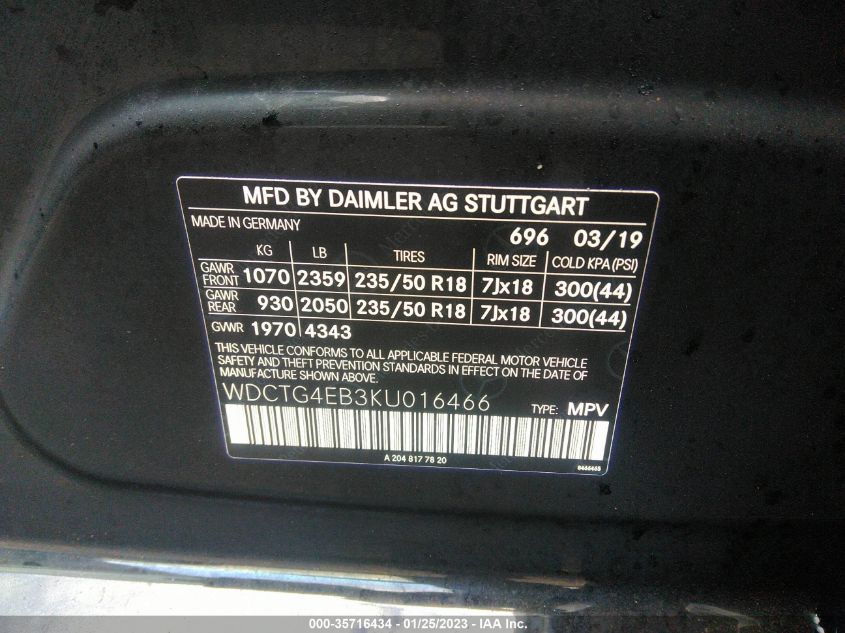 MFD BY DAIMLER AG STUTTGART
MADE IN GERMANY 696 03/19
KG LB TIRES RIM SIZE COLD KPA (PSI)
GAWR FRONT 1070 2359 235/50 R18 7Jx18 300(44)
GAWR REAR 930 2050 235/50 R18 7Jx18 300(44)
GVWR 1970 4343
THIS VEHICLE CONFORMS TO ALL APPLICABLE FEDERAL MOTOR VEHICLE
SAFETY AND THEFT PREVENTION STANDARDS IN EFFECT ON THE DATE OF
MANUFACTURE SHOWN ABOVE.
WDCTG4EB3KU016466 TYPE: MPV
A 204 817 78 20
000-35716434 - 01/25/2023 - © IAA Inc.